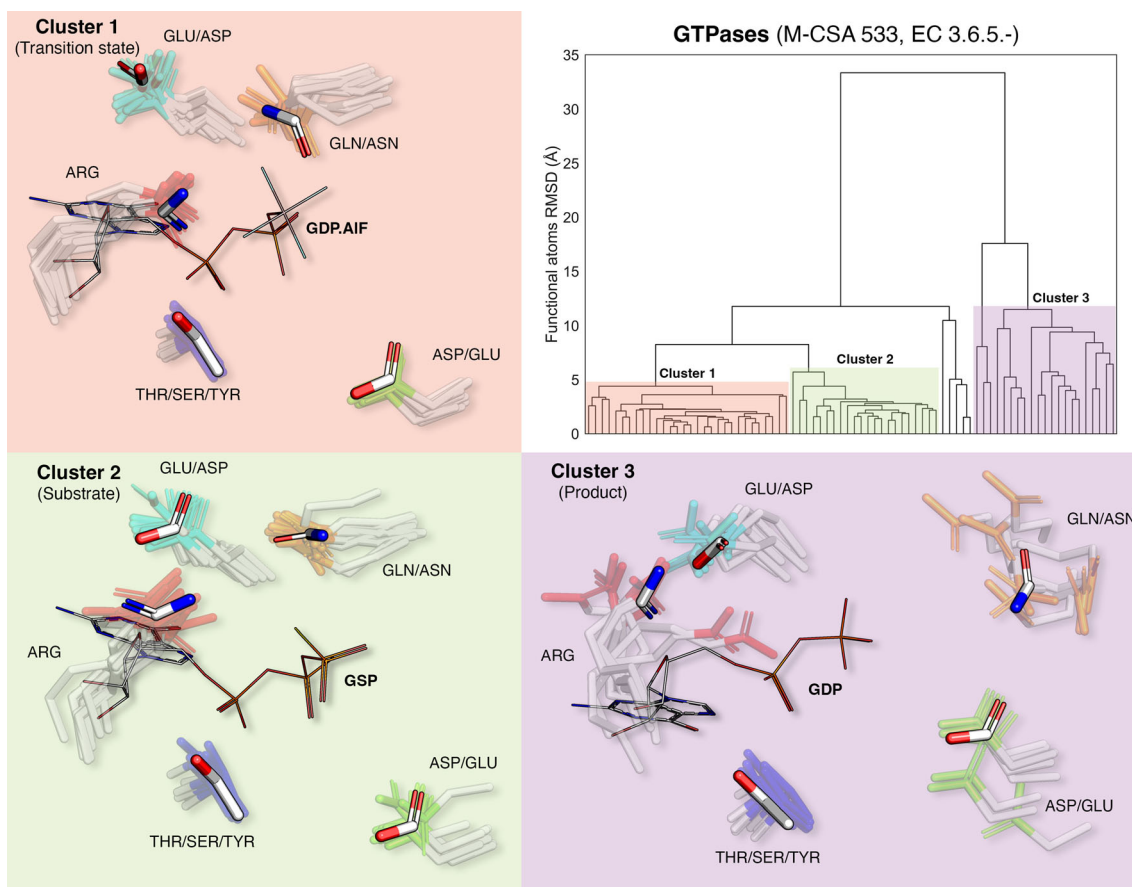 Cluster 1
(Transition state)
GLU/ASP
GLN/ASN
ARG
GDP.AlF
THR/SER/TYR
ASP/GLU
GTPases (M-CSA 533, EC 3.6.5.-)
Functional atoms RMSD (Å)
35
30
25
20
15
10
5
0
Cluster 1
Cluster 2
Cluster 3
Cluster 2
(Substrate)
GLU/ASP
GLN/ASN
ARG
GSP
THR/SER/TYR
ASP/GLU
Cluster 3
(Product)
GLU/ASP
GLN/ASN
ARG
GDP
THR/SER/TYR
ASP/GLU